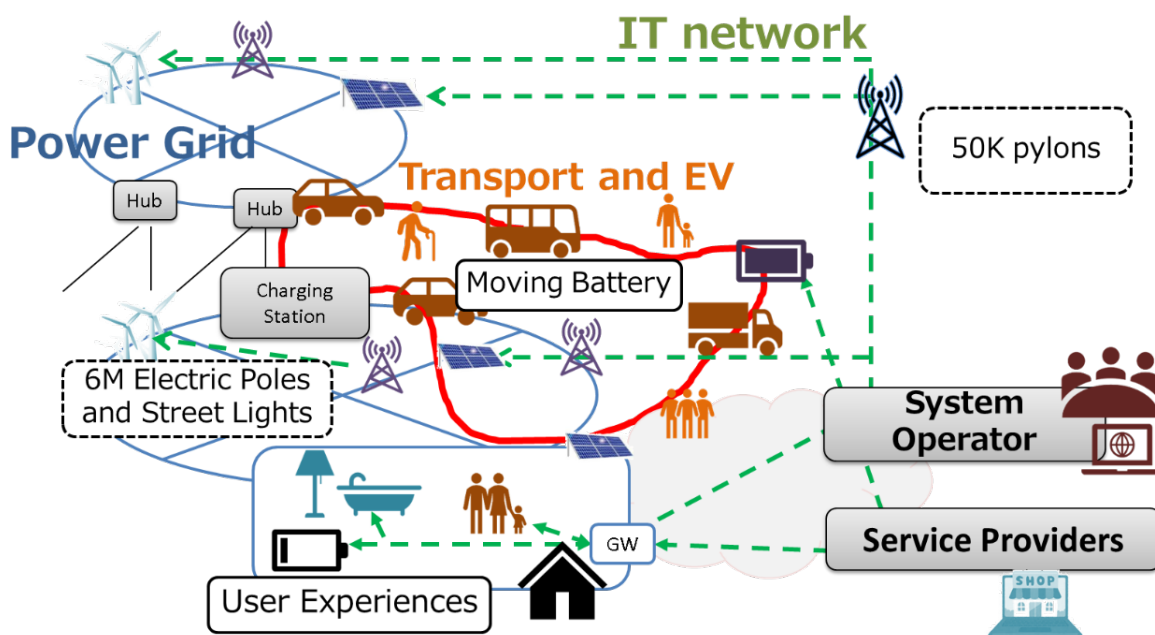 IT network
50K pylons
Power Grid
Transport and EV
Hub
Hub
Moving Battery
Charging
Station
6M Electric Poles
and Street Lights
System
Operator
GW
Service Providers
User Experiences
SHOP